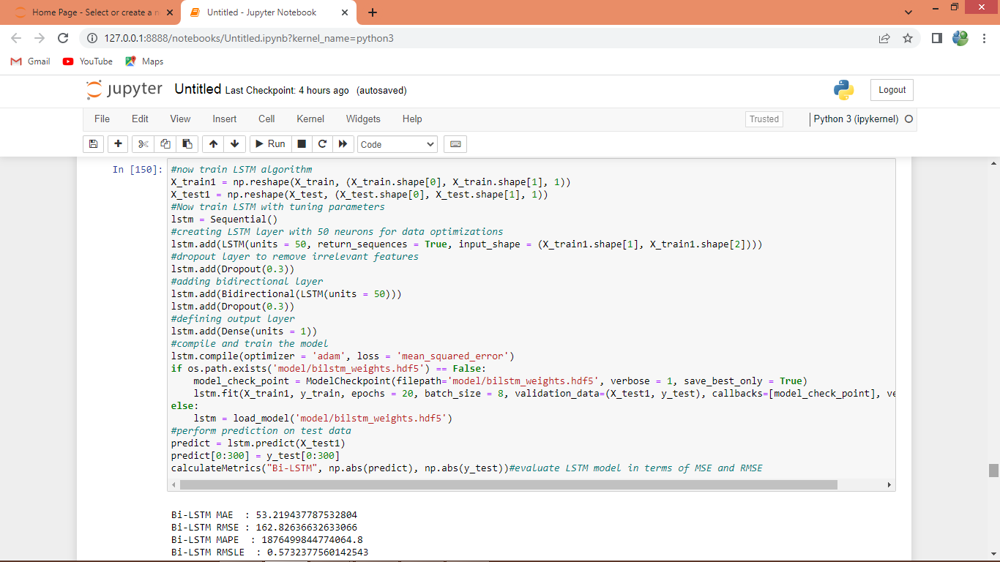 Home Page - Select or create a n
Untitled - Jupyter Notebook
127.0.0.1:8888/notebooks/Untitled.ipynb?kernel_name=python3
Gmail YouTube Maps
jupyter Untitled Last Checkpoint: 4 hours ago (autosaved)
Logout
File Edit View Insert Cell Kernel Widgets Help
Trusted
Python 3 (ipykernel)
Run
Code
In [150]:
#now train LSTM algorithm
X_train1 = np.reshape(X_train, (X_train.shape[0], X_train.shape[1], 1))
X_test1 = np.reshape(X_test, (X_test.shape[0], X_test.shape[1], 1))
#Now train LSTM with tuning parameters
lstm = Sequential()
#creating LSTM layer with 50 neurons for data optimizations
lstm.add(LSTM(units = 50, return_sequences = True, input_shape = (X_train1.shape[1], X_train1.shape[2])))
#dropout layer to remove irrelevant features
lstm.add(Dropout(0.3))
#adding bidirectional layer
lstm.add(Bidirectional(LSTM(units = 50)))
lstm.add(Dropout(0.3))
#defining output layer
lstm.add(Dense(units = 1))
#compile and train the model
lstm.compile(optimizer = 'adam', loss = 'mean_squared_error')
if os.path.exists('model/bilstm_weights.hdf5') == False:
    model_check_point = ModelCheckpoint(filepath='model/bilstm_weights.hdf5', verbose = 1, save_best_only = True)
    lstm.fit(X_train1, y_train, epochs = 20, batch_size = 8, validation_data=(X_test1, y_test), callbacks=[model_check_point], ve
else:
    lstm = load_model('model/bilstm_weights.hdf5')
#perform prediction on test data
predict = lstm.predict(X_test1)
predict[0:300] = y_test[0:300]
calculateMetrics("Bi-LSTM", np.abs(predict), np.abs(y_test))#evaluate LSTM model in terms of MSE and RMSE
Bi-LSTM MAE  : 53.219437787532804
Bi-LSTM RMSE : 162.82636632633066
Bi-LSTM MAPE  : 1876499844774064.8
Bi-LSTM RMSLE  : 0.5732377560142543